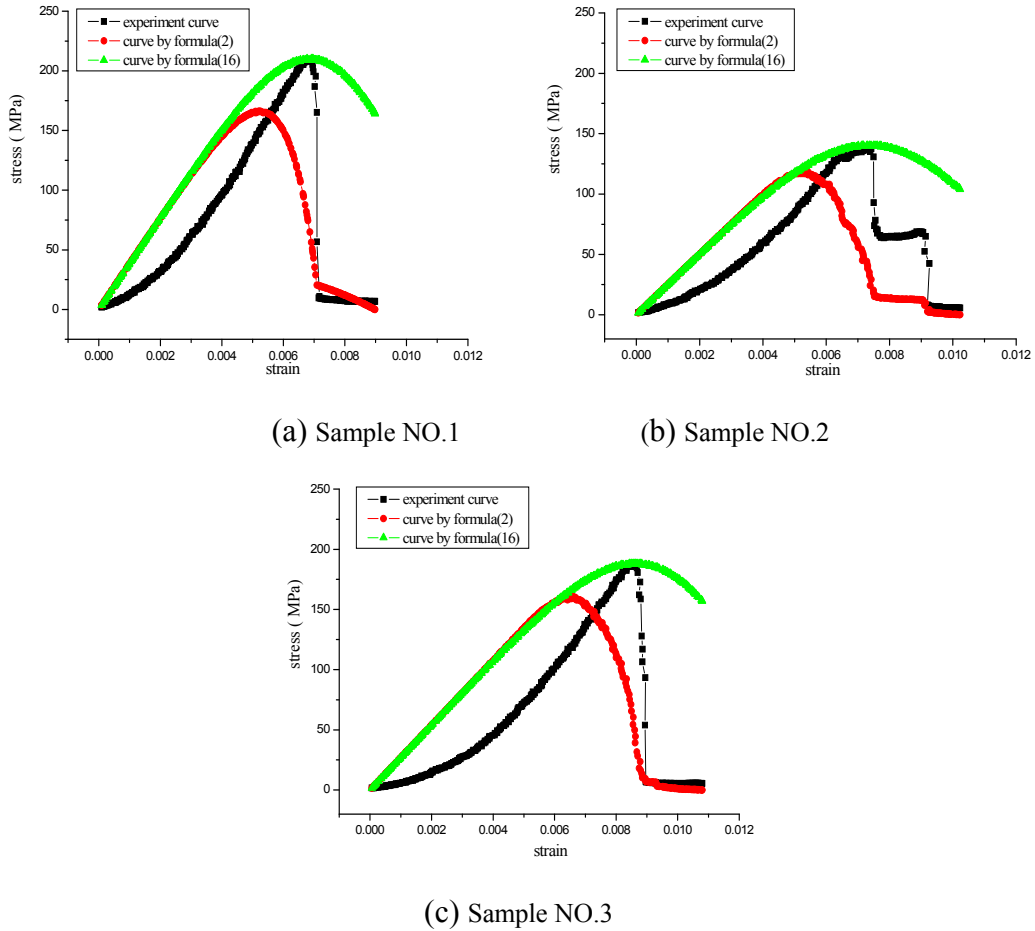 250
200
150
100
50
0
stress ( MPa)
experiment curve
curve by formula(2)
curve by formula(16)
0.000 0.002 0.004 0.006 0.008 0.010 0.012
strain
(a) Sample NO.1
250
200
150
100
50
0
stress ( MPa)
experiment curve
curve by formula(2)
curve by formula(16)
0.000 0.002 0.004 0.006 0.008 0.010 0.012
strain
(b) Sample NO.2
250
200
150
100
50
0
stress ( MPa)
experiment curve
curve by formula(2)
curve by formula(16)
0.000 0.002 0.004 0.006 0.008 0.010 0.012
strain
(c) Sample NO.3